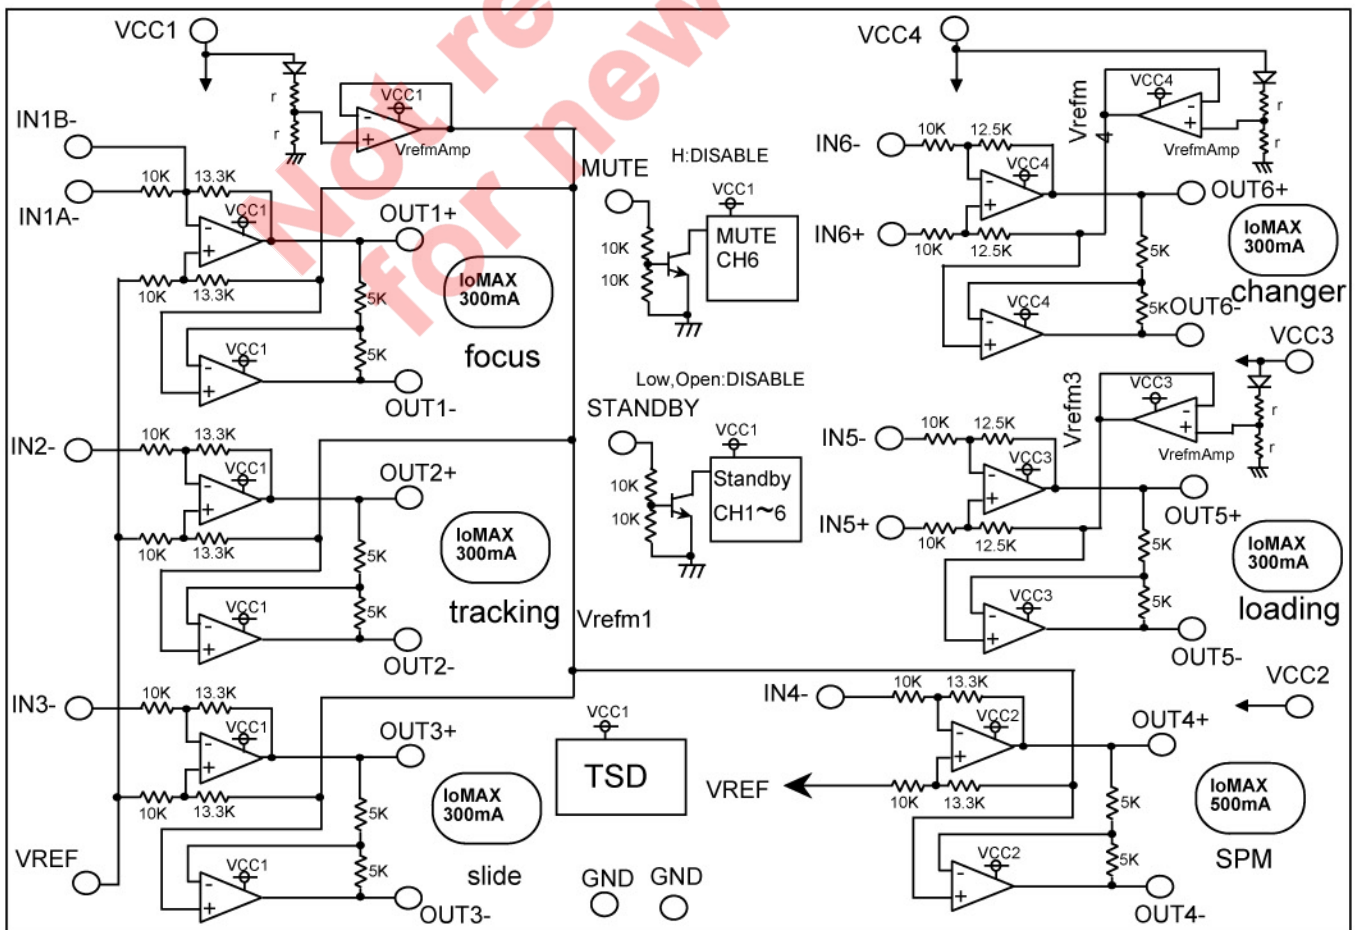 Not re
for new
VCC1
r
r
VCC1
VrefmAmp
IN1B-
IN1A-
10K
13.3K
VCC1
OUT1+
10K
13.3K
IoMAX
300mA
5K
5K
VCC1
focus
OUT1-
IN2-
10K
13.3K
VCC1
OUT2+
10K
13.3K
IoMAX
300mA
5K
5K
VCC1
tracking
OUT2-
Vrefm1
IN3-
10K
13.3K
VCC1
OUT3+
10K
13.3K
IoMAX
300mA
5K
5K
VCC1
slide
OUT3-
VREF
MUTE
H:DISABLE
VCC1
10K
10K
MUTE
CH6
Low,Open:DISABLE
STANDBY
VCC1
10K
10K
Standby
CH1~6
VCC1
TSD
GND
GND
VCC4
Vrefm
4
VCC4
VrefmAmp
r
r
IN6-
10K
12.5K
VCC4
OUT6+
IN6+
10K
12.5K
IoMAX
300mA
5K
5K
VCC4
changer
OUT6-
VCC3
Vrefm3
VCC3
VrefmAmp
r
r
IN5-
10K
12.5K
VCC3
OUT5+
IN5+
10K
12.5K
IoMAX
300mA
5K
5K
VCC3
loading
OUT5-
VCC2
IN4-
10K
13.3K
VCC2
OUT4+
VREF
10K
13.3K
IoMAX
500mA
5K
5K
VCC2
SPM
OUT4-